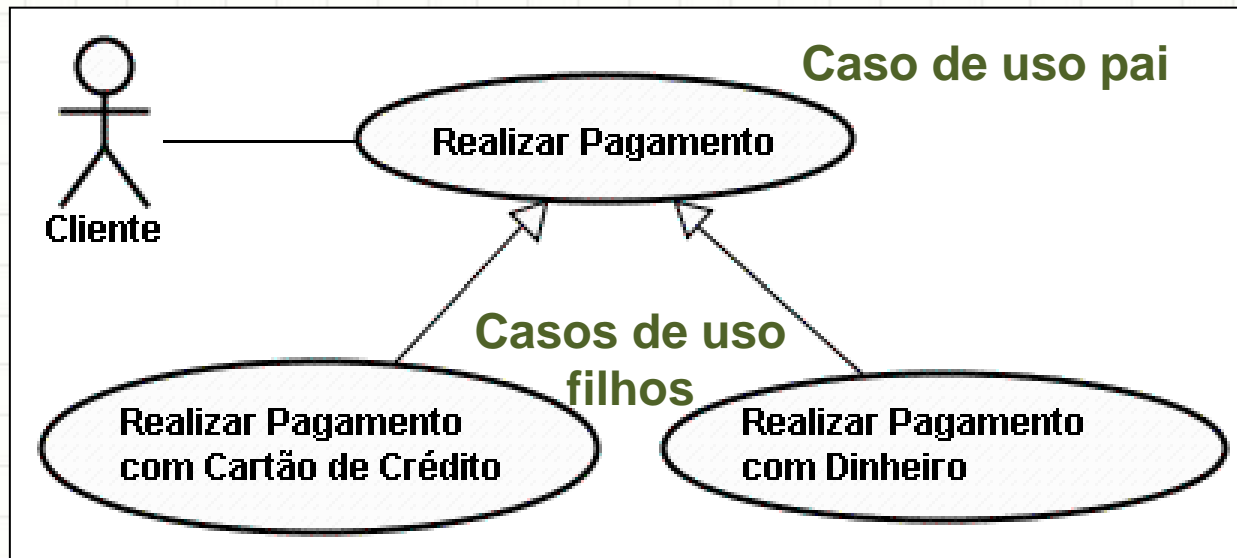 Caso de uso pai
Realizar Pagamento
Cliente
Casos de uso
filhos
Realizar Pagamento
com Cartão de Crédito
Realizar Pagamento
com Dinheiro